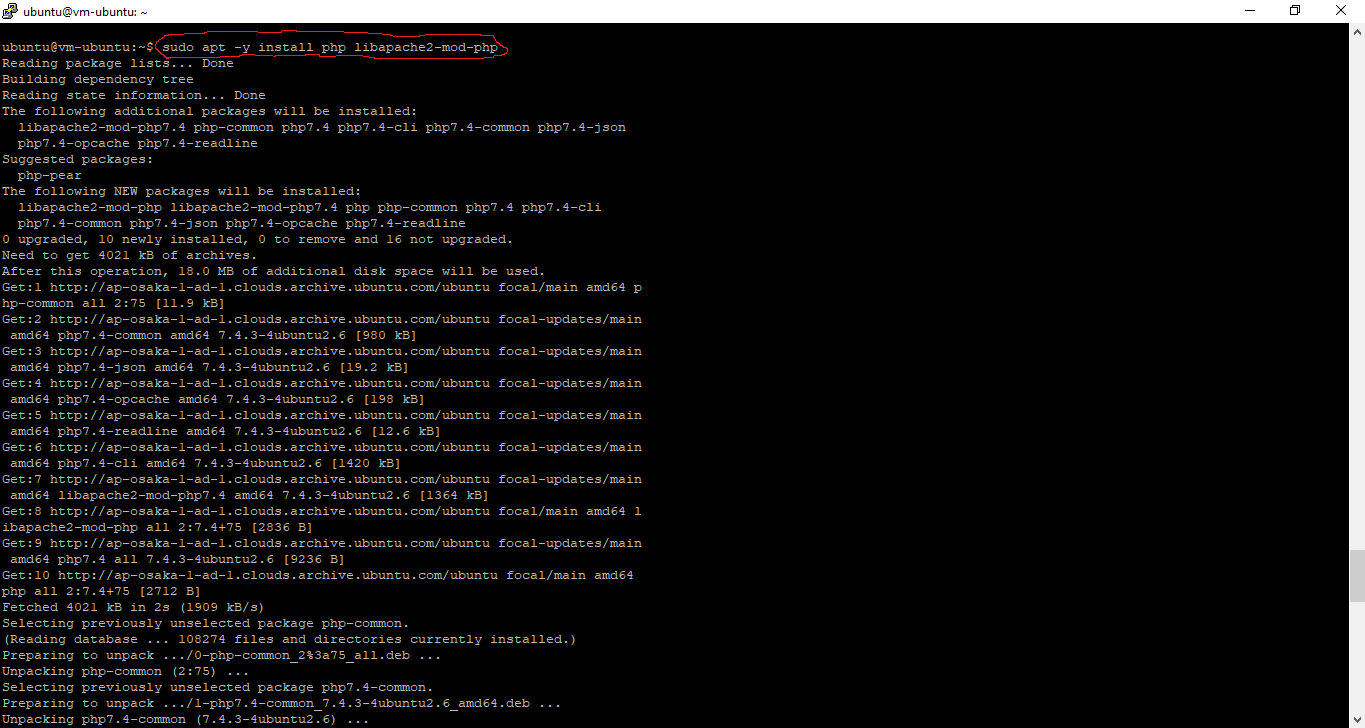 ubuntu@vm-ubuntu: ~
ubuntu@vm-ubuntu:~$ sudo apt -y install php libapache2-mod-php
Reading package lists... Done
Building dependency tree
Reading state information... Done
The following additional packages will be installed:
  libapache2-mod-php7.4 php-common php7.4 php7.4-cli php7.4-common php7.4-json
  php7.4-opcache php7.4-readline
Suggested packages:
  php-pear
The following NEW packages will be installed:
  libapache2-mod-php libapache2-mod-php7.4 php php-common php7.4 php7.4-cli
  php7.4-common php7.4-json php7.4-opcache php7.4-readline
0 upgraded, 10 newly installed, 0 to remove and 16 not upgraded.
Need to get 4021 kB of archives.
After this operation, 18.0 MB of additional disk space will be used.
Get:1 http://ap-osaka-1-ad-1.clouds.archive.ubuntu.com/ubuntu focal/main amd64 p
hp-common all 2:75 [11.9 kB]
Get:2 http://ap-osaka-1-ad-1.clouds.archive.ubuntu.com/ubuntu focal-updates/main
 amd64 php7.4-common amd64 7.4.3-4ubuntu2.6 [980 kB]
Get:3 http://ap-osaka-1-ad-1.clouds.archive.ubuntu.com/ubuntu focal-updates/main
 amd64 php7.4-json amd64 7.4.3-4ubuntu2.6 [19.2 kB]
Get:4 http://ap-osaka-1-ad-1.clouds.archive.ubuntu.com/ubuntu focal-updates/main
 amd64 php7.4-opcache amd64 7.4.3-4ubuntu2.6 [198 kB]
Get:5 http://ap-osaka-1-ad-1.clouds.archive.ubuntu.com/ubuntu focal-updates/main
 amd64 php7.4-readline amd64 7.4.3-4ubuntu2.6 [12.6 kB]
Get:6 http://ap-osaka-1-ad-1.clouds.archive.ubuntu.com/ubuntu focal-updates/main
 amd64 php7.4-cli amd64 7.4.3-4ubuntu2.6 [1420 kB]
Get:7 http://ap-osaka-1-ad-1.clouds.archive.ubuntu.com/ubuntu focal-updates/main
 amd64 libapache2-mod-php7.4 amd64 7.4.3-4ubuntu2.6 [1364 kB]
Get:8 http://ap-osaka-1-ad-1.clouds.archive.ubuntu.com/ubuntu focal/main amd64 l
ibapache2-mod-php all 2:7.4+75 [2836 B]
Get:9 http://ap-osaka-1-ad-1.clouds.archive.ubuntu.com/ubuntu focal-updates/main
 amd64 php7.4 all 7.4.3-4ubuntu2.6 [9236 B]
Get:10 http://ap-osaka-1-ad-1.clouds.archive.ubuntu.com/ubuntu focal/main amd64
php all 2:7.4+75 [2712 B]
Fetched 4021 kB in 2s (1909 kB/s)
Selecting previously unselected package php-common.
(Reading database ... 108274 files and directories currently installed.)
Preparing to unpack .../0-php-common_2%3a75_all.deb ...
Unpacking php-common (2:75) ...
Selecting previously unselected package php7.4-common.
Preparing to unpack .../1-php7.4-common_7.4.3-4ubuntu2.6_amd64.deb ...
Unpacking php7.4-common (7.4.3-4ubuntu2.6) ...